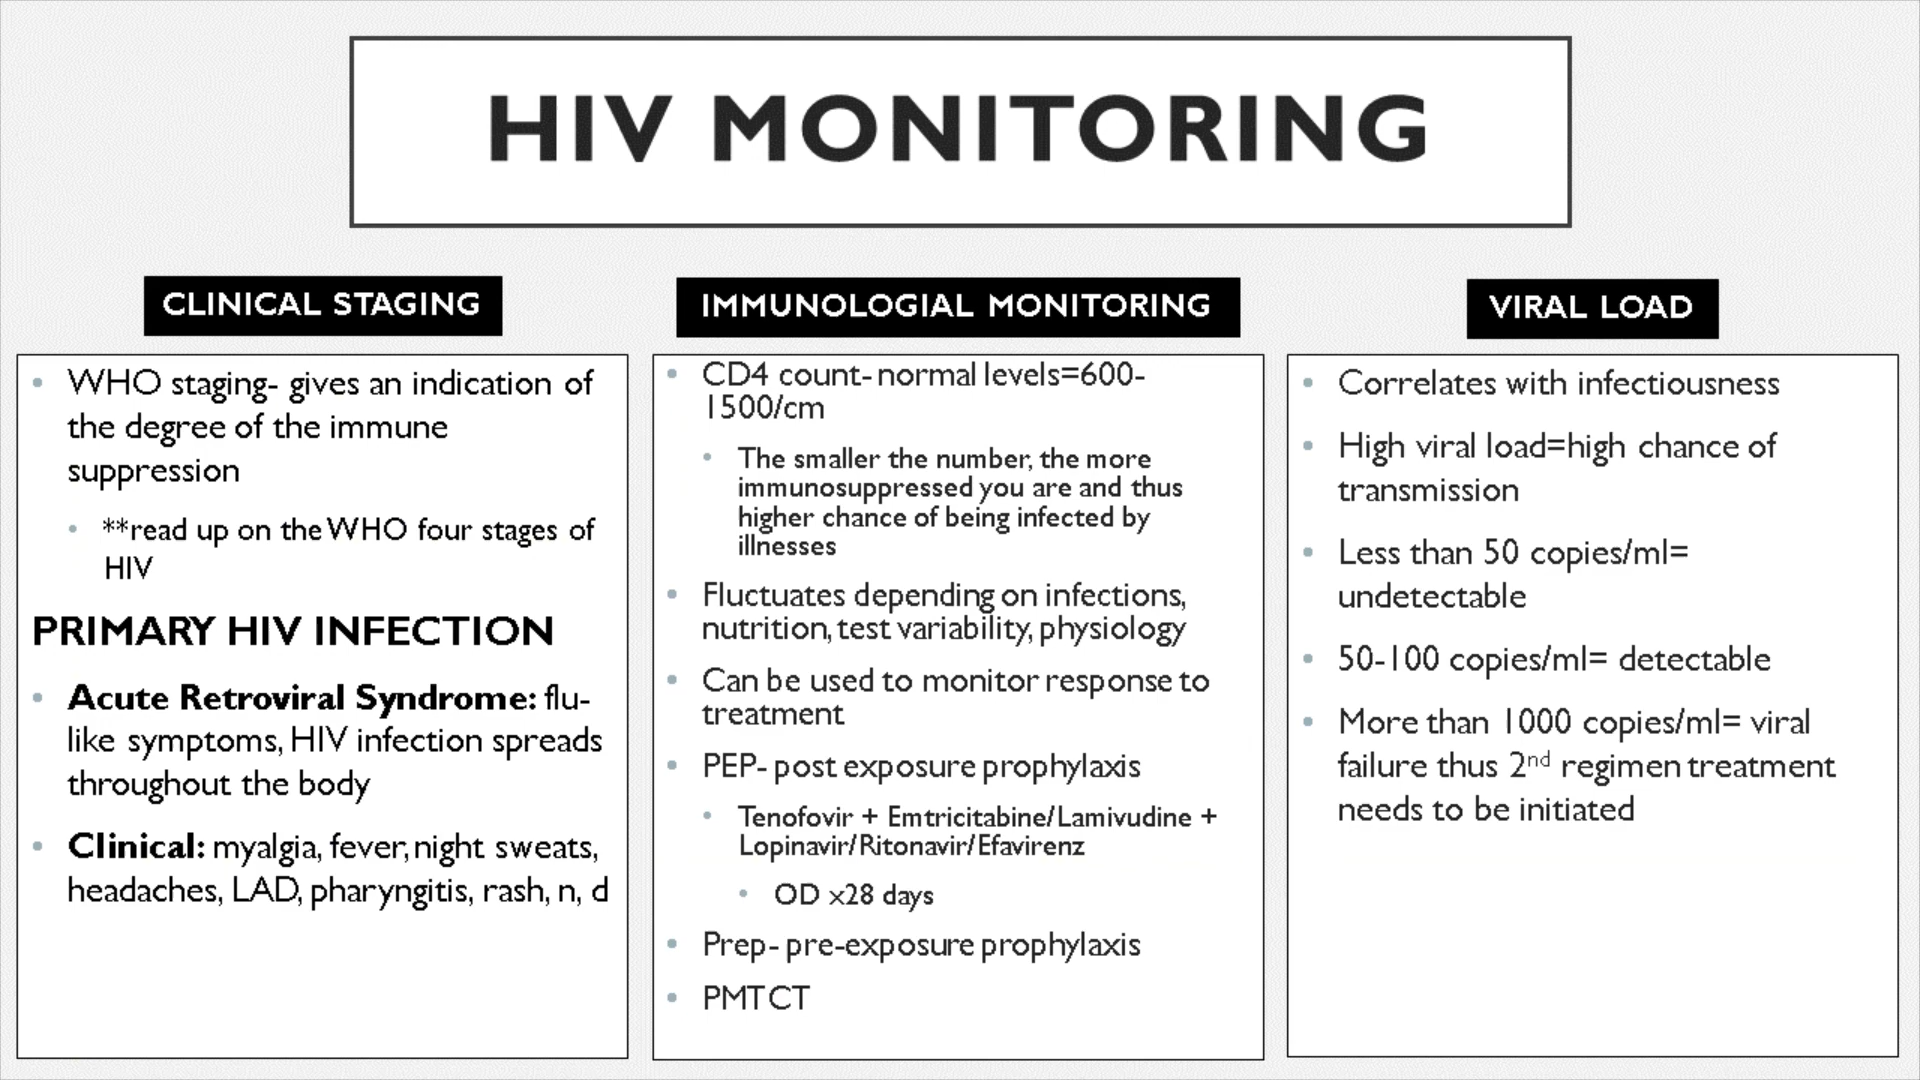 HIV MONITORING
CLINICAL STAGING
• WHO staging- gives an indication of
the degree of the immune
suppression
• **read up on the WHO four stages of
HIV
PRIMARY HIV INFECTION
• Acute Retroviral Syndrome: flu-
like symptoms, HIV infection spreads
throughout the body
• Clinical: myalgia, fever, night sweats,
headaches, LAD, pharyngitis, rash, n, d
IMMUNOLOGIAL MONITORING
• CD4 count- normal levels=600-
1500/cm
• The smaller the number, the more
immunosuppressed you are and thus
higher chance of being infected by
illnesses
• Fluctuates depending on infections,
nutrition, test variability, physiology
• Can be used to monitor response to
treatment
• PEP- post exposure prophylaxis
• Tenofovir + Emtricitabine/Lamivudine +
Lopinavir/Ritonavir/Efavirenz
• OD x28 days
• Prep- pre-exposure prophylaxis
• PMTCT
VIRAL LOAD
• Correlates with infectiousness
• High viral load=high chance of
transmission
• Less than 50 copies/ml=
undetectable
• 50-100 copies/ml= detectable
• More than 1000 copies/ml= viral
failure thus 2nd regimen treatment
needs to be initiated